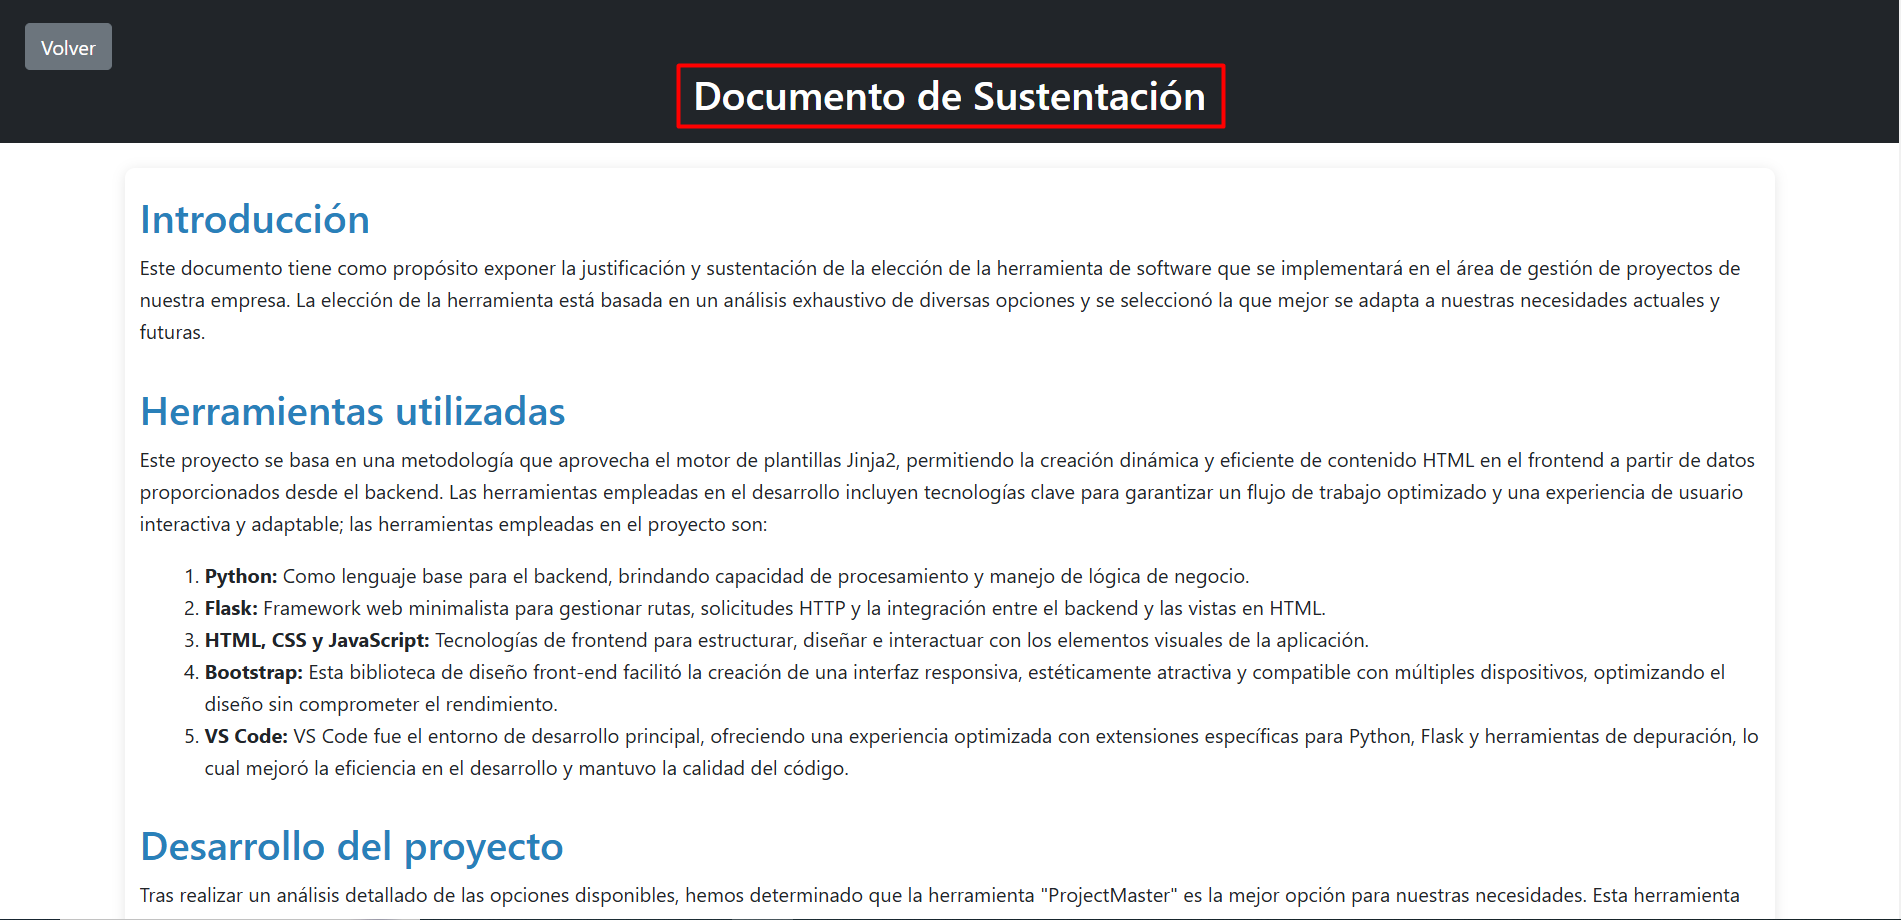 Volver
Documento de Sustentación
Introducción
Este documento tiene como propósito exponer la justificación y sustentación de la elección de la herramienta de software que se implementará en el área de gestión de proyectos de
nuestra empresa. La elección de la herramienta está basada en un análisis exhaustivo de diversas opciones y se seleccionó la que mejor se adapta a nuestras necesidades actuales y
futuras.
Herramientas utilizadas
Este proyecto se basa en una metodología que aprovecha el motor de plantillas Jinja2, permitiendo la creación dinámica y eficiente de contenido HTML en el frontend a partir de datos
proporcionados desde el backend. Las herramientas empleadas en el desarrollo incluyen tecnologías clave para garantizar un flujo de trabajo optimizado y una experiencia de usuario
interactiva y adaptable; las herramientas empleadas en el proyecto son:
1. Python: Como lenguaje base para el backend, brindando capacidad de procesamiento y manejo de lógica de negocio.
2. Flask: Framework web minimalista para gestionar rutas, solicitudes HTTP y la integración entre el backend y las vistas en HTML.
3. HTML, CSS y JavaScript: Tecnologías de frontend para estructurar, diseñar e interactuar con los elementos visuales de la aplicación.
4. Bootstrap: Esta biblioteca de diseño front-end facilitó la creación de una interfaz responsiva, estéticamente atractiva y compatible con múltiples dispositivos, optimizando el
diseño sin comprometer el rendimiento.
5. VS Code: VS Code fue el entorno de desarrollo principal, ofreciendo una experiencia optimizada con extensiones específicas para Python, Flask y herramientas de depuración, lo
cual mejoró la eficiencia en el desarrollo y mantuvo la calidad del código.
Desarrollo del proyecto
Tras realizar un análisis detallado de las opciones disponibles, hemos determinado que la herramienta "ProjectMaster" es la mejor opción para nuestras necesidades. Esta herramienta